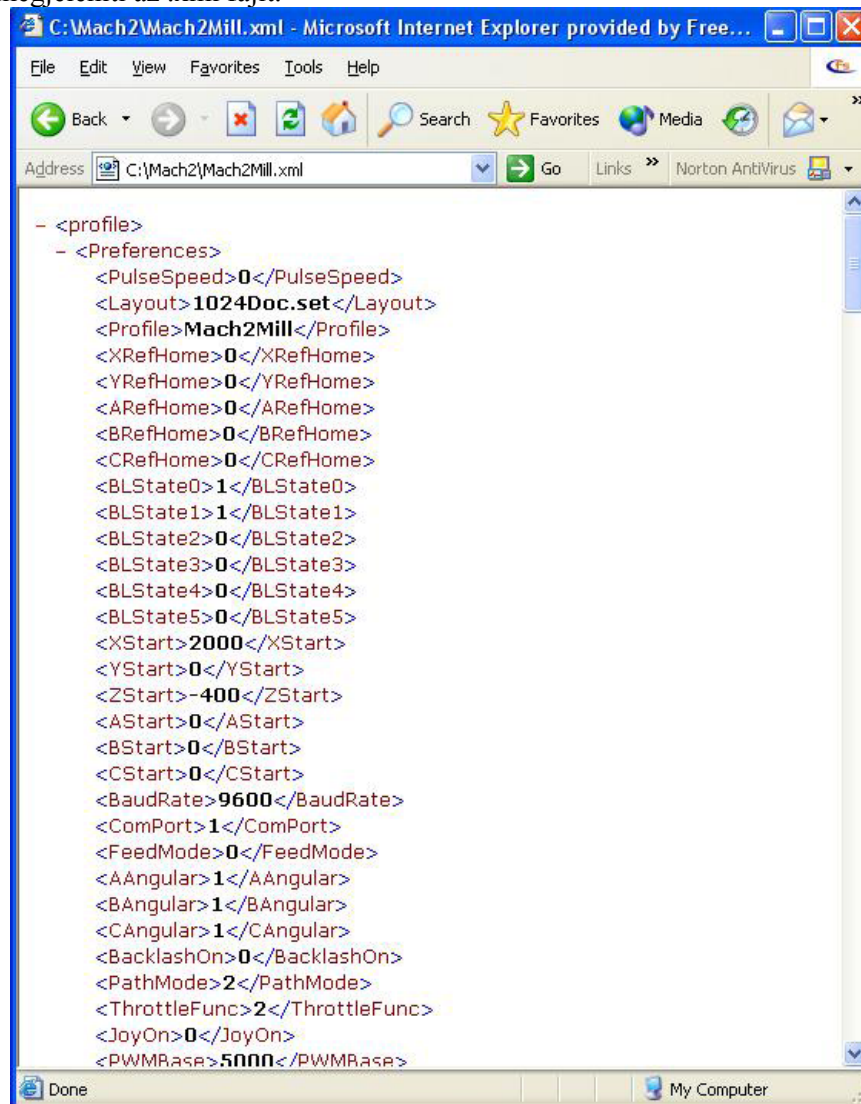 megjeleníti az .xml fájlt.
C:\Mach2\Mach2Mill.xml - Microsoft Internet Explorer provided by Free...
File Edit View Favorites Tools Help
Back Search Favorites Media
Address C:\Mach2\Mach2Mill.xml Go Links Norton AntiVirus
- <profile>
- <Preferences>
<PulseSpeed>0</PulseSpeed>
<Layout>1024Doc.set</Layout>
<Profile>Mach2Mill</Profile>
<XRefHome>0</XRefHome>
<YRefHome>0</YRefHome>
<ARefHome>0</ARefHome>
<BRefHome>0</BRefHome>
<CRefHome>0</CRefHome>
<BLState0>1</BLState0>
<BLState1>1</BLState1>
<BLState2>0</BLState2>
<BLState3>0</BLState3>
<BLState4>0</BLState4>
<BLState5>0</BLState5>
<XStart>2000</XStart>
<YStart>0</YStart>
<ZStart>-400</ZStart>
<AStart>0</AStart>
<BStart>0</BStart>
<CStart>0</CStart>
<BaudRate>9600</BaudRate>
<ComPort>1</ComPort>
<FeedMode>0</FeedMode>
<AAngular>1</AAngular>
<BAngular>1</BAngular>
<CAngular>1</CAngular>
<BacklashOn>0</BacklashOn>
<PathMode>2</PathMode>
<ThrottleFunc>2</ThrottleFunc>
<JoyOn>0</JoyOn>
<PWMBase>5000</PWMBase>
Done My Computer